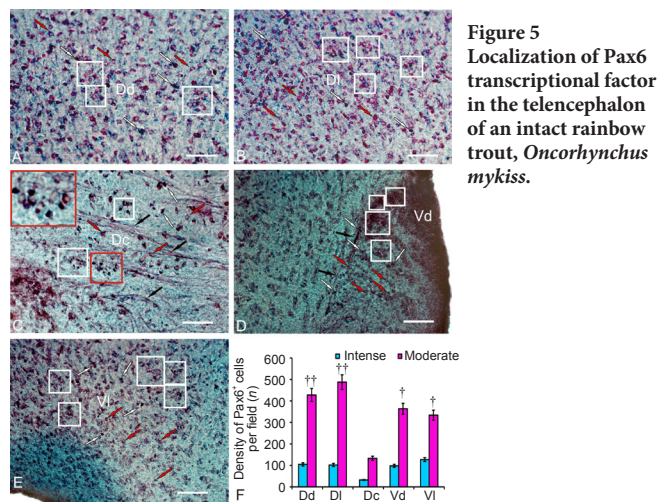 Figure 5
Localization of Pax6
transcriptional factor
in the telencephalon
of an intact rainbow
trout, Oncorhynchus
mykiss.
Dd
A
Dl
B
Dc
C
Vd
D
Vl
E
F
Intense Moderate
Density of Pax6+ cells
per field (n)
600
500
400
300
200
100
0
†† †† † †
Dd Dl Dc Vd Vl